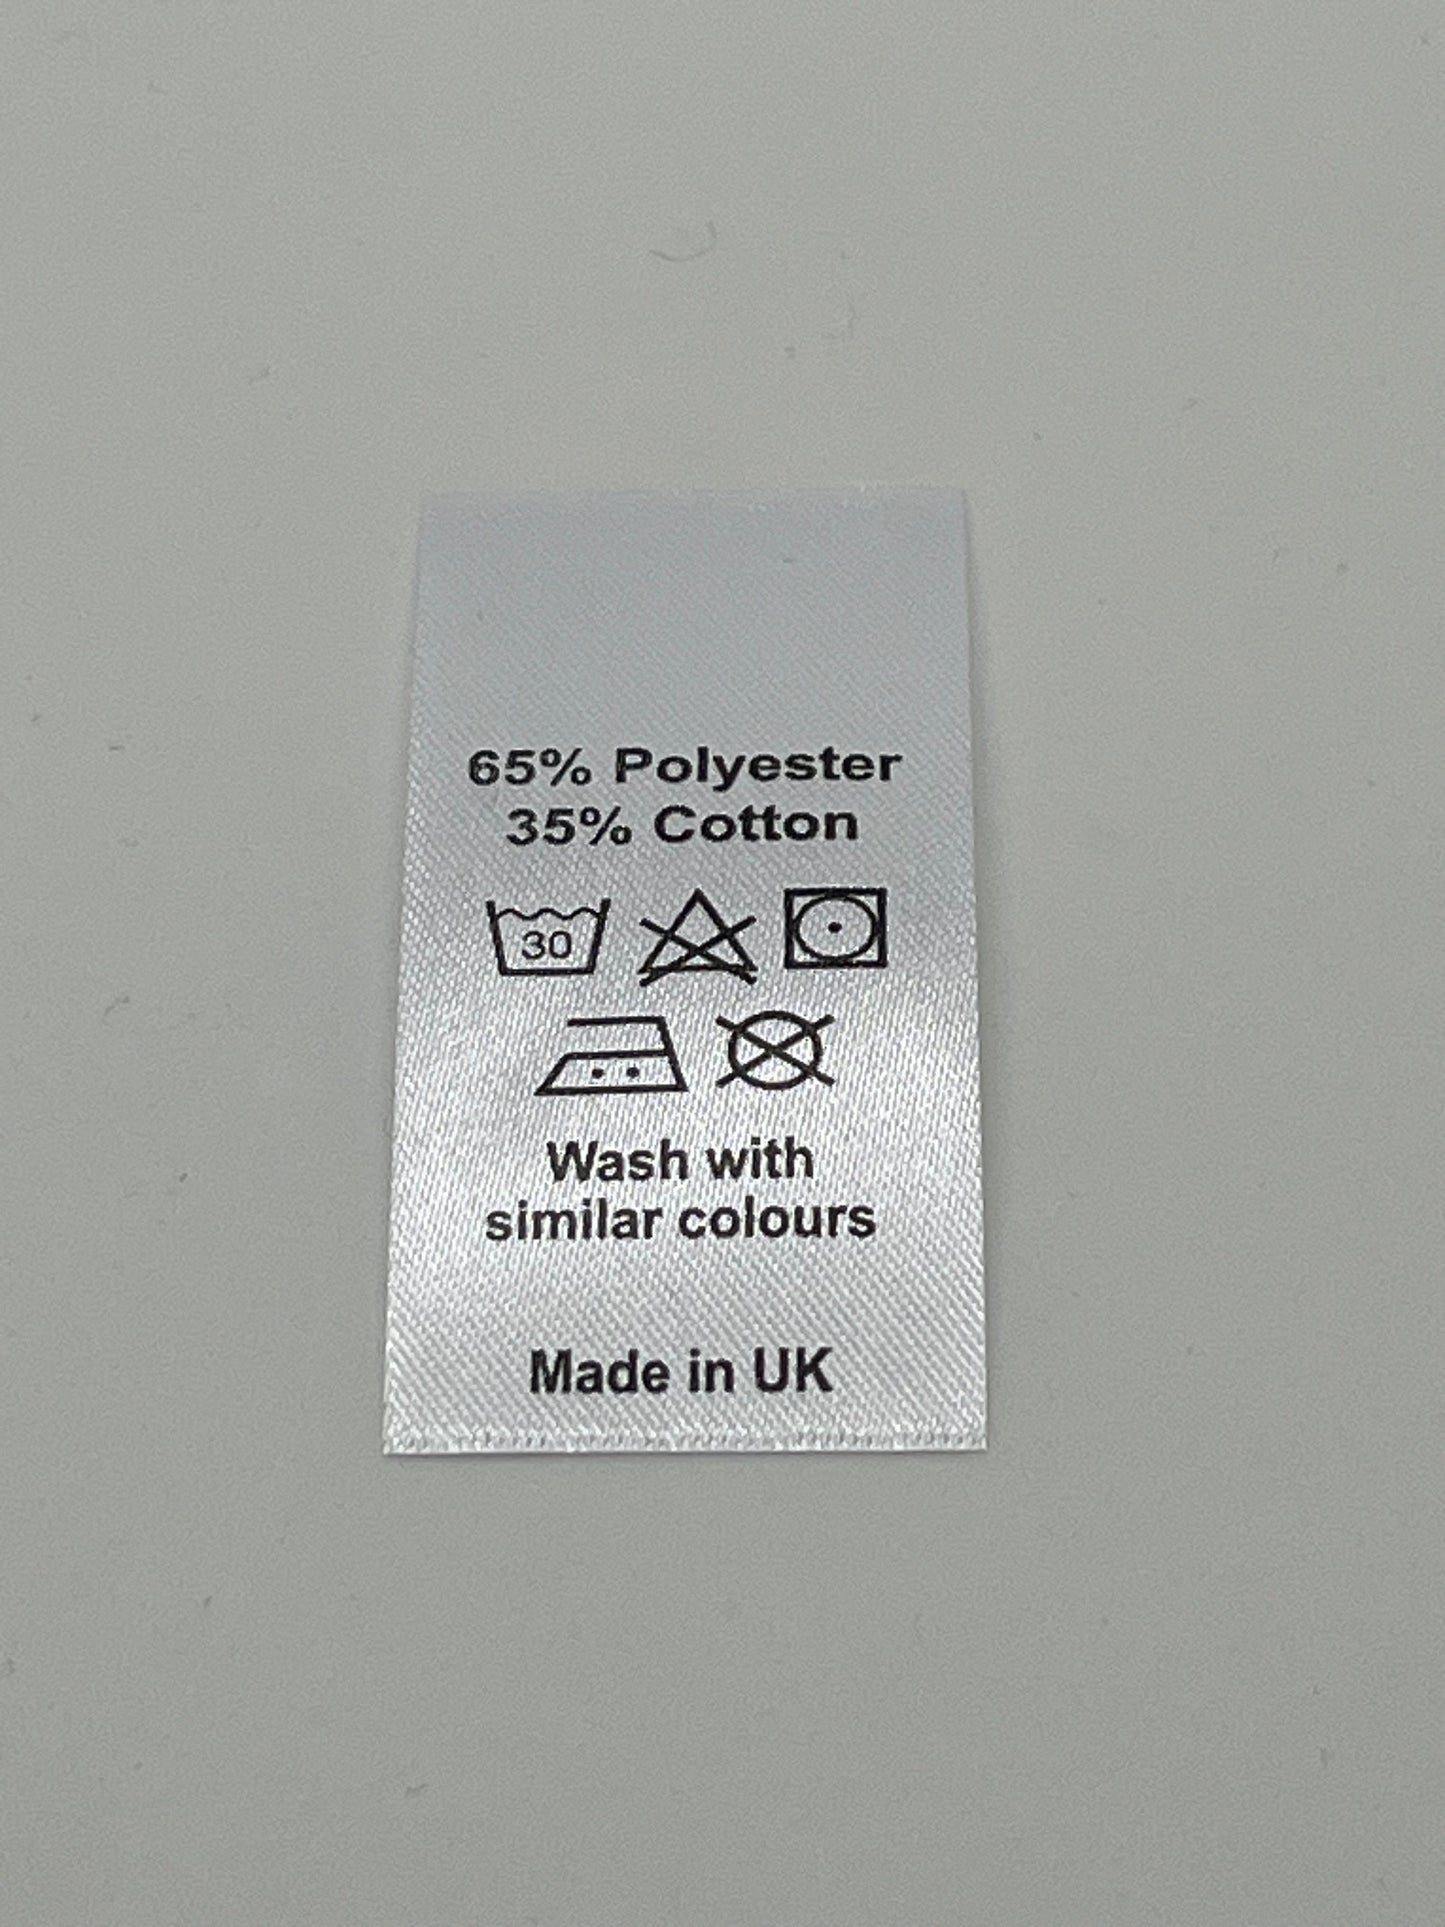 65% Polyester
35% Cotton
30
Wash with
similar colours
Made in UK